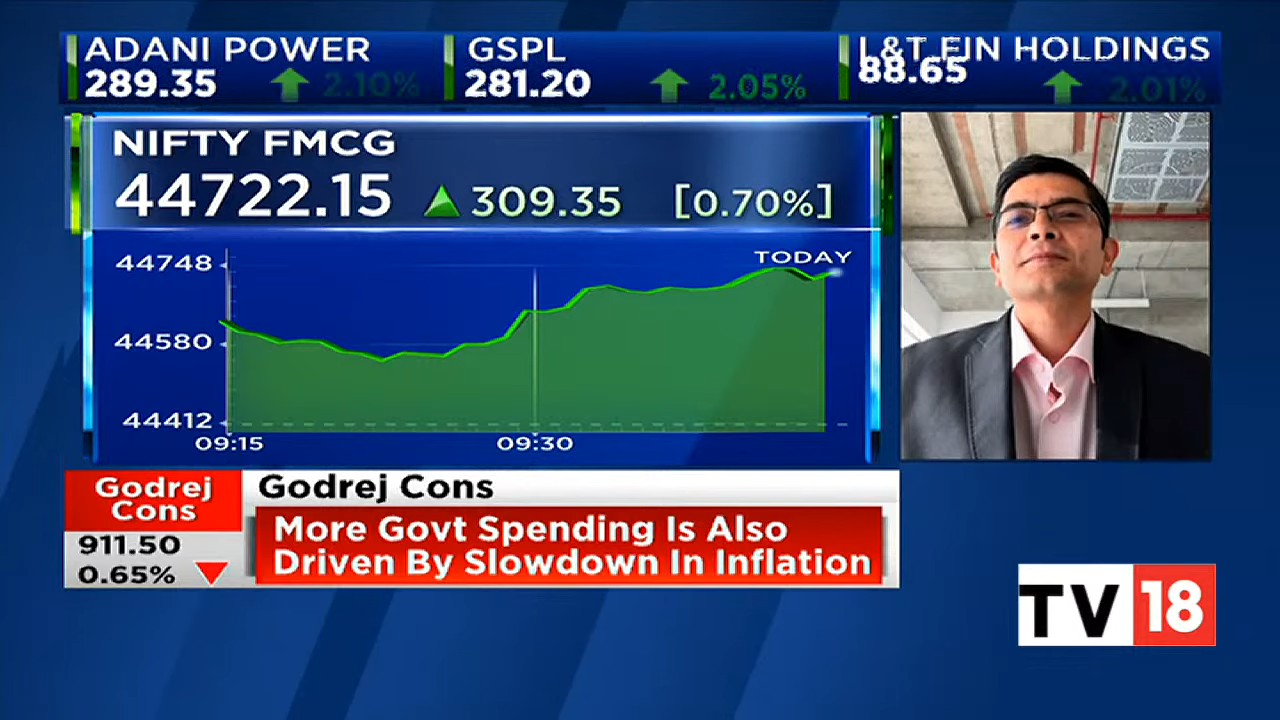 ADANI POWER
289.35 2.10%
GSPL
281.20 2.05%
L&T FIN HOLDINGS
88.65 2.01%
NIFTY FMCG
44722.15 309.35 [0.70%]
TODAY
44748
44580
44412
09:15 09:30
Godrej
Cons
911.50
0.65%
Godrej Cons
More Govt Spending Is Also
Driven By Slowdown In Inflation
TV18